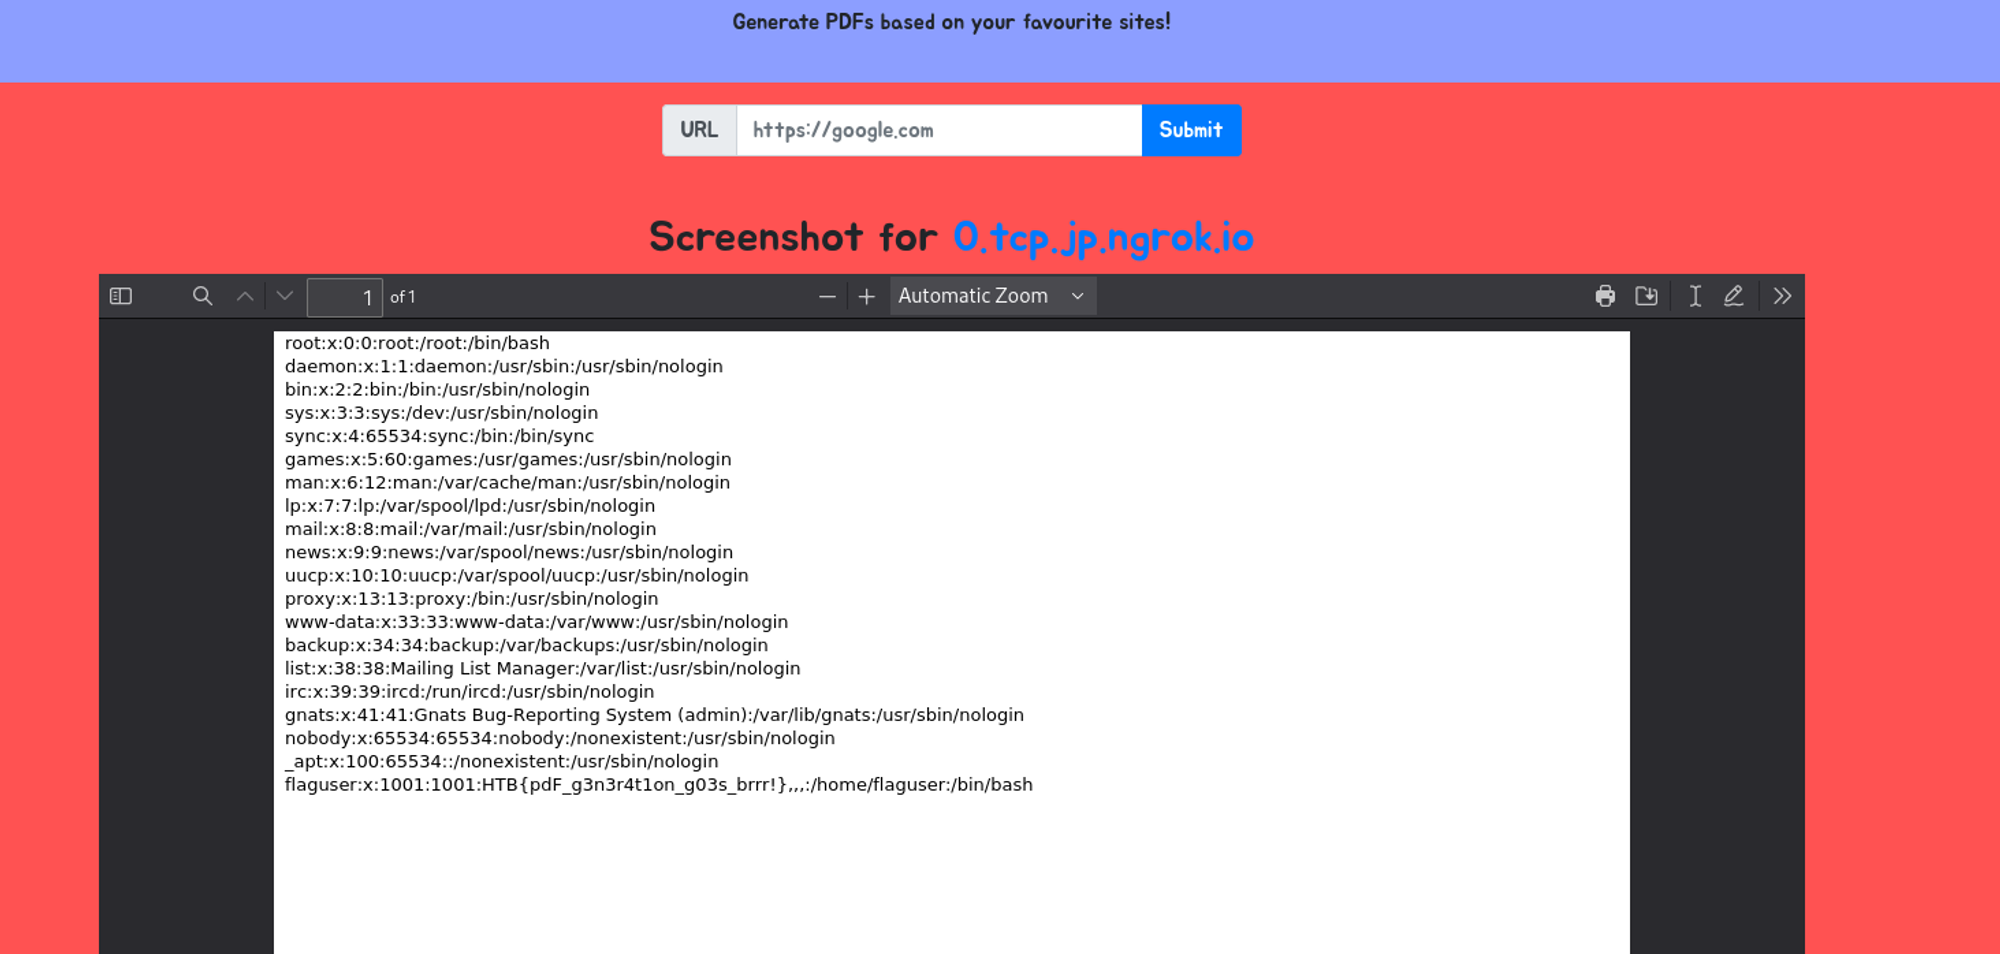 Generate PDFs based on your favourite sites!
URL https://google.com Submit
Screenshot for 0.tcp.jp.ngrok.io
1 of 1 Automatic Zoom
root:x:0:0:root:/root:/bin/bash
daemon:x:1:1:daemon:/usr/sbin:/usr/sbin/nologin
bin:x:2:2:bin:/bin:/usr/sbin/nologin
sys:x:3:3:sys:/dev:/usr/sbin/nologin
sync:x:4:65534:sync:/bin:/bin/sync
games:x:5:60:games:/usr/games:/usr/sbin/nologin
man:x:6:12:man:/var/cache/man:/usr/sbin/nologin
lp:x:7:7:lp:/var/spool/lpd:/usr/sbin/nologin
mail:x:8:8:mail:/var/mail:/usr/sbin/nologin
news:x:9:9:news:/var/spool/news:/usr/sbin/nologin
uucp:x:10:10:uucp:/var/spool/uucp:/usr/sbin/nologin
proxy:x:13:13:proxy:/bin:/usr/sbin/nologin
www-data:x:33:33:www-data:/var/www:/usr/sbin/nologin
backup:x:34:34:backup:/var/backups:/usr/sbin/nologin
list:x:38:38:Mailing List Manager:/var/list:/usr/sbin/nologin
irc:x:39:39:ircd:/run/ircd:/usr/sbin/nologin
gnats:x:41:41:Gnats Bug-Reporting System (admin):/var/lib/gnats:/usr/sbin/nologin
nobody:x:65534:65534:nobody:/nonexistent:/usr/sbin/nologin
_apt:x:100:65534::/nonexistent:/usr/sbin/nologin
flaguser:x:1001:1001:HTB{pdF_g3n3r4t1on_g03s_brrr!},,,:/home/flaguser:/bin/bash